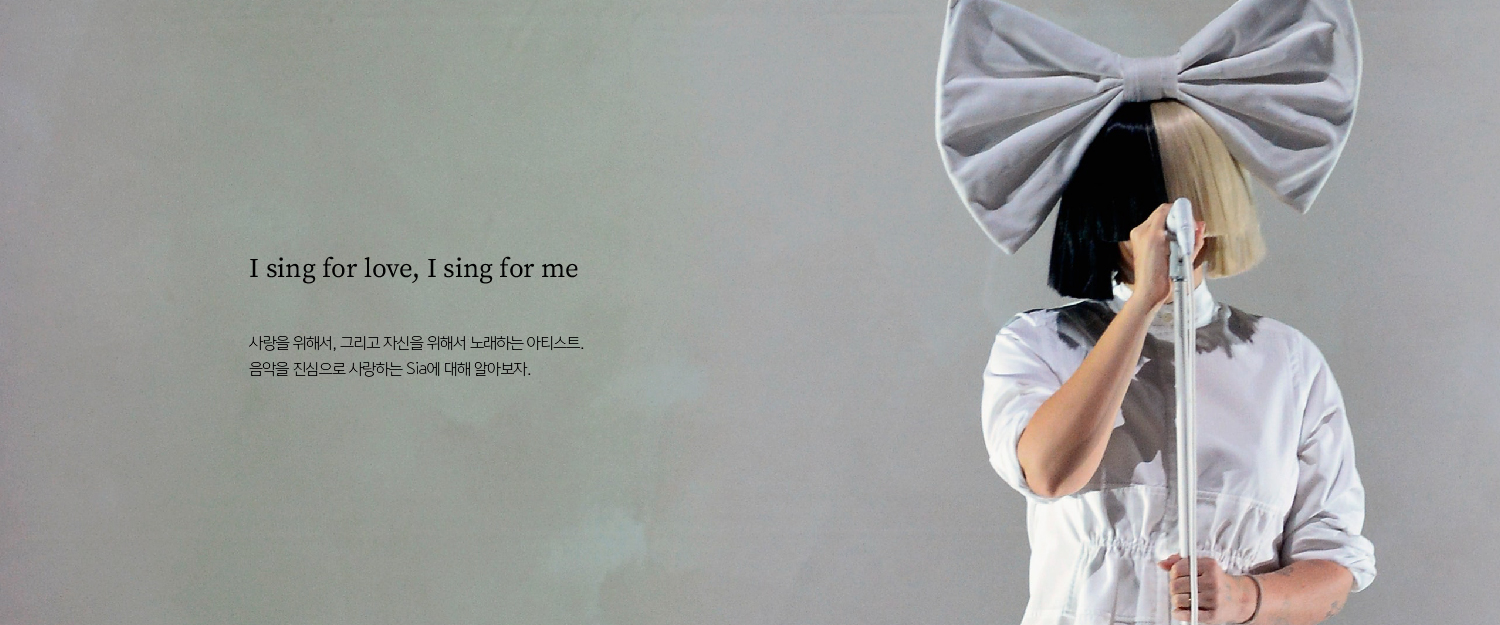 I sing for love, I sing for me
사랑을 위해서, 그리고 자신을 위해서 노래하는 아티스트.
음악을 진심으로 사랑하는 Sia에 대해 알아보자.